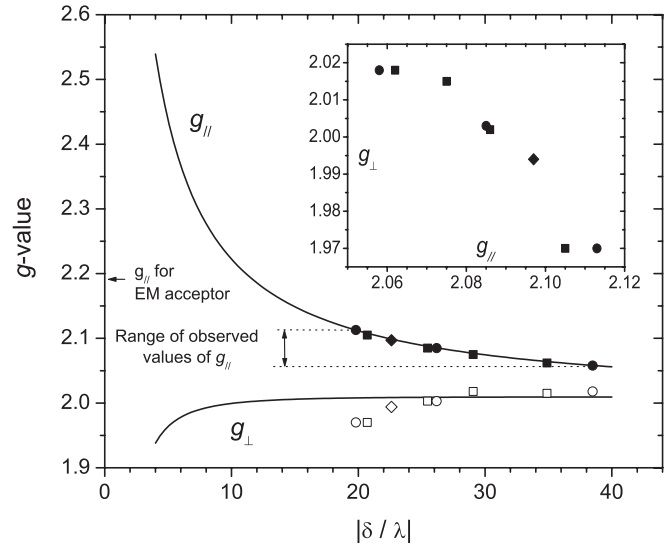 2.6
2.5
2.4
2.3
2.2
2.1
2.0
1.9
g-value
g//
g// for
EM acceptor
Range of observed
values of g//
g⊥
0 10 20 30 40
|δ / λ|
2.02
2.01
2.00
1.99
1.98
1.97
g⊥
g//
2.06 2.08 2.10 2.12